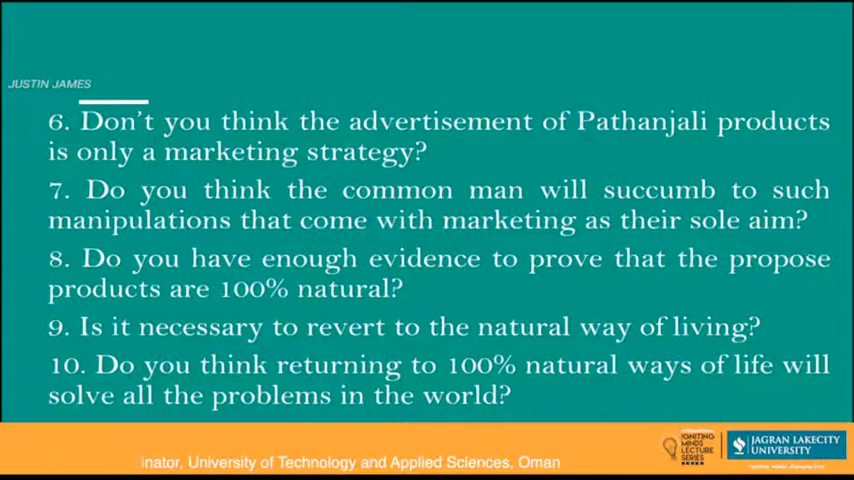 JUSTIN JAMES
6. Don't you think the advertisement of Pathanjali products
is only a marketing strategy?
7. Do you think the common man will succumb to such
manipulations that come with marketing as their sole aim?
8. Do you have enough evidence to prove that the propose
products are 100% natural?
9. Is it necessary to revert to the natural way of living?
10. Do you think returning to 100% natural ways of life will
solve all the problems in the world?
inator, University of Technology and Applied Sciences, Oman
IGNITING
MINDS
LECTURE
SERIES
JAGRAN LAKECITY
UNIVERSITY